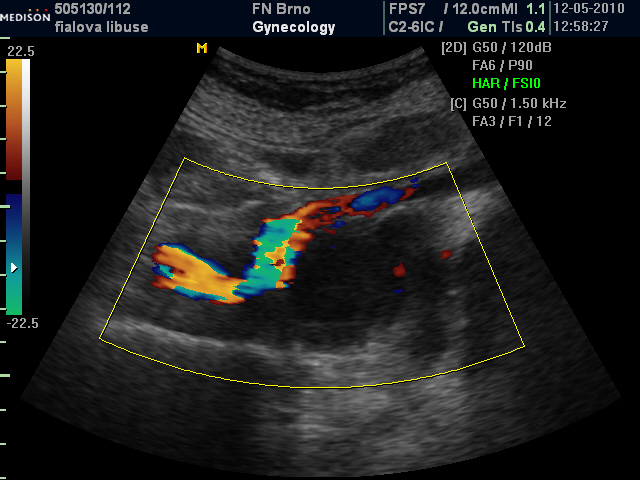 MEDISON
505130/112
fialova libuse
FN Brno
Gynecology
FPS7 / 12.0cm
C2-6IC /
MI 1.1
Gen TIs 0.4
12-05-2010
12:58:27
M
[2D] G50 / 120dB
FA6 / P90
HAR / FSI0
[C] G50 / 1.50 kHz
FA3 / F1 / 12
22.5
-22.5